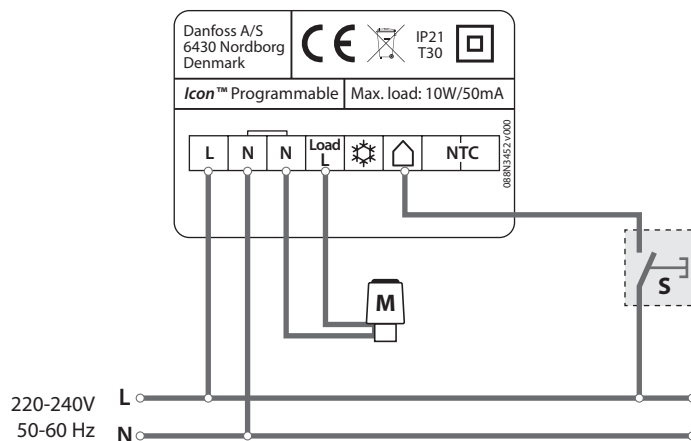 Danfoss A/S
6430 Nordborg
Denmark
CE
IP21
T30
Icon™ Programmable
Max. load: 10W/50mA
L N N Load L NTC
088N3452 v000
M
S
220-240V L
50-60 Hz N